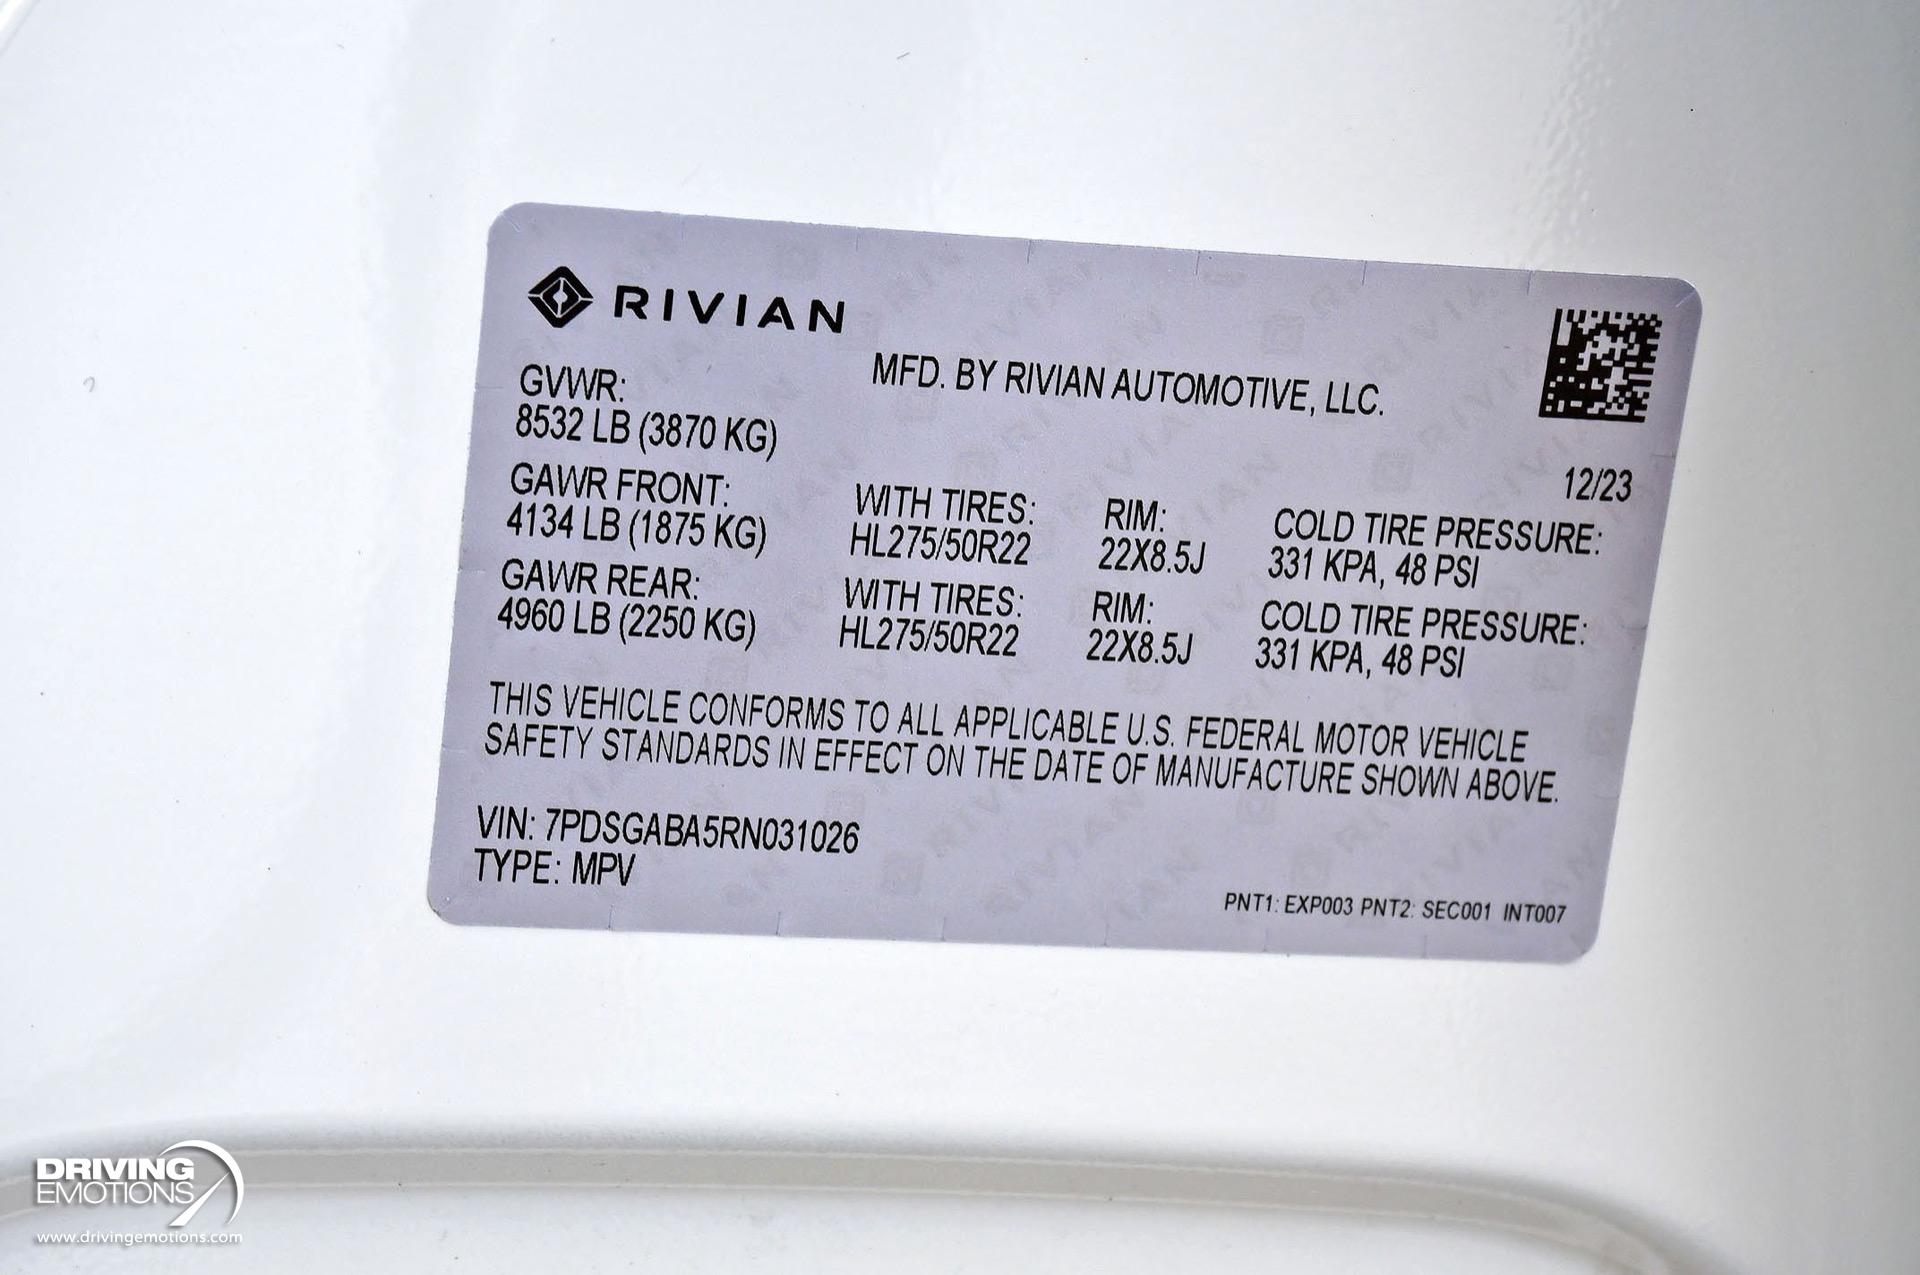 RIVIAN
MFD. BY RIVIAN AUTOMOTIVE, LLC.
GVWR:
8532 LB (3870 KG)
12/23
GAWR FRONT: WITH TIRES: RIM: COLD TIRE PRESSURE:
4134 LB (1875 KG) HL275/50R22 22X8.5J 331 KPA, 48 PSI
GAWR REAR: WITH TIRES: RIM: COLD TIRE PRESSURE:
4960 LB (2250 KG) HL275/50R22 22X8.5J 331 KPA, 48 PSI
THIS VEHICLE CONFORMS TO ALL APPLICABLE U.S. FEDERAL MOTOR VEHICLE
SAFETY STANDARDS IN EFFECT ON THE DATE OF MANUFACTURE SHOWN ABOVE.
VIN: 7PDSGABA5RN031026
TYPE: MPV
PNT1: EXP003 PNT2: SEC001 INT007
DRIVING
EMOTIONS
www.drivingemotions.com